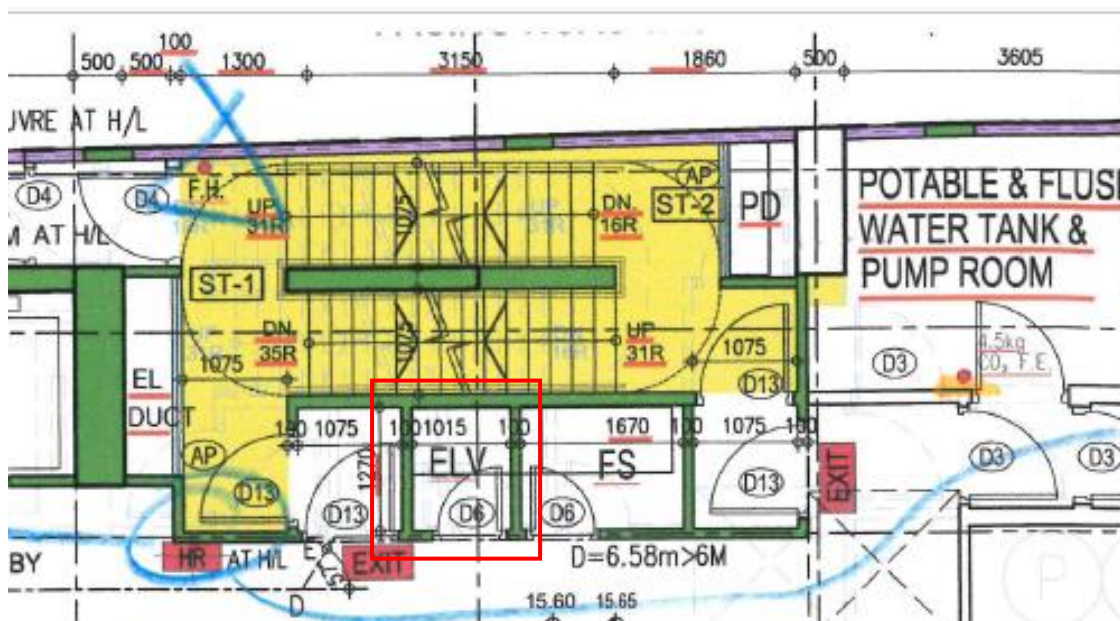 100
500 500 1300 3150 1860 500 3605
UVRE AT H/L
D4 D4 F.H. AP
UP 31R DN. 16R ST-2 PD
POTABLE & FLUSH
WATER TANK &
PUMP ROOM
M AT H/L
ST-1
DN. 35R UP 31R
1075 1075
4.5kg
CO₂ F.E.
D3
EL
DUCT
D13
1075 100 1015 100 1670 100 1075 100
1270
AP
ELV FS
D13 D13 D6 D6 D13
D3 D3
EXIT
BY HR AT H/L EXIT D=6.58m>6M
D
15.60 15.65